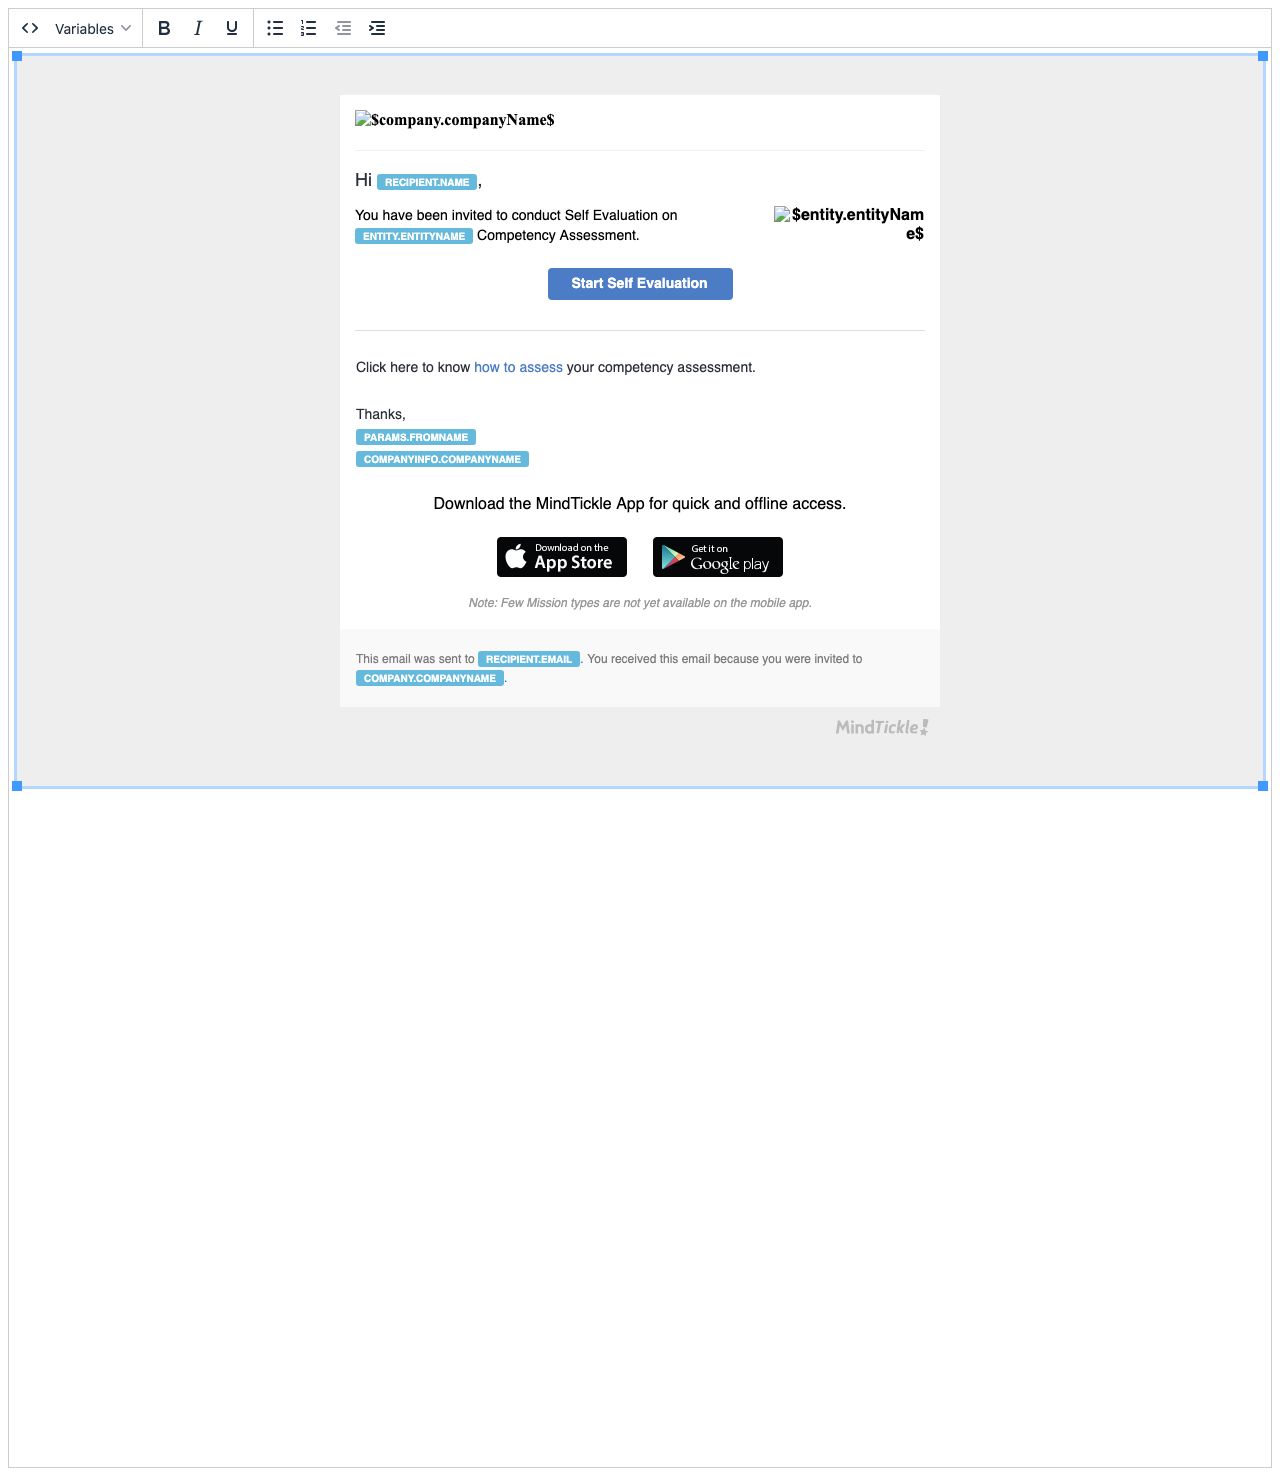 Variables
$company.companyName$
Hi RECIPIENT.NAME,
You have been invited to conduct Self Evaluation on
ENTITY.ENTITYNAME Competency Assessment.
$entity.entityNam
e$
Start Self Evaluation
Click here to know how to assess your competency assessment.
Thanks,
PARAMS.FROMNAME
COMPANYINFO.COMPANYNAME
Download the MindTickle App for quick and offline access.
Download on the
App Store
Get it on
Google play
Note: Few Mission types are not yet available on the mobile app.
This email was sent to RECIPIENT.EMAIL. You received this email because you were invited to
COMPANY.COMPANYNAME.
MindTickle!